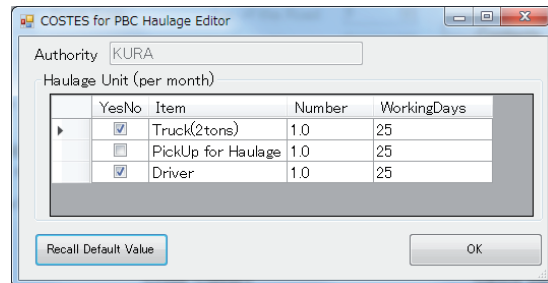 COSTES for PBC Haulage Editor
Authority KURA
Haulage Unit (per month)
YesNo Item Number WorkingDays
Truck(2tons) 1.0 25
PickUp for Haulage 1.0 25
Driver 1.0 25
Recall Default Value OK